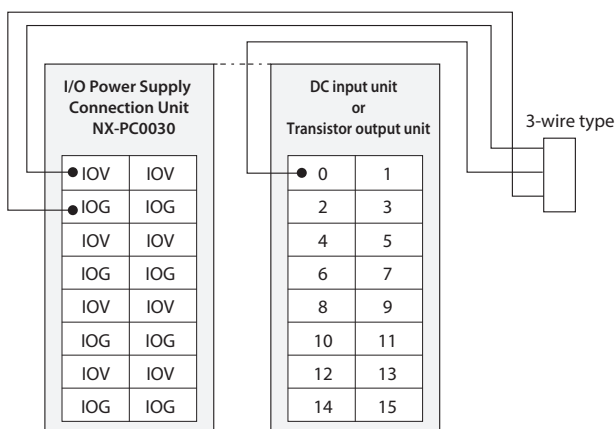 I/O Power Supply
Connection Unit
NX-PC0030
IOV IOV
IOG IOG
IOV IOV
IOG IOG
IOV IOV
IOG IOG
IOV IOV
IOG IOG
DC input unit
or
Transistor output unit
0 1
2 3
4 5
6 7
8 9
10 11
12 13
14 15
3-wire type